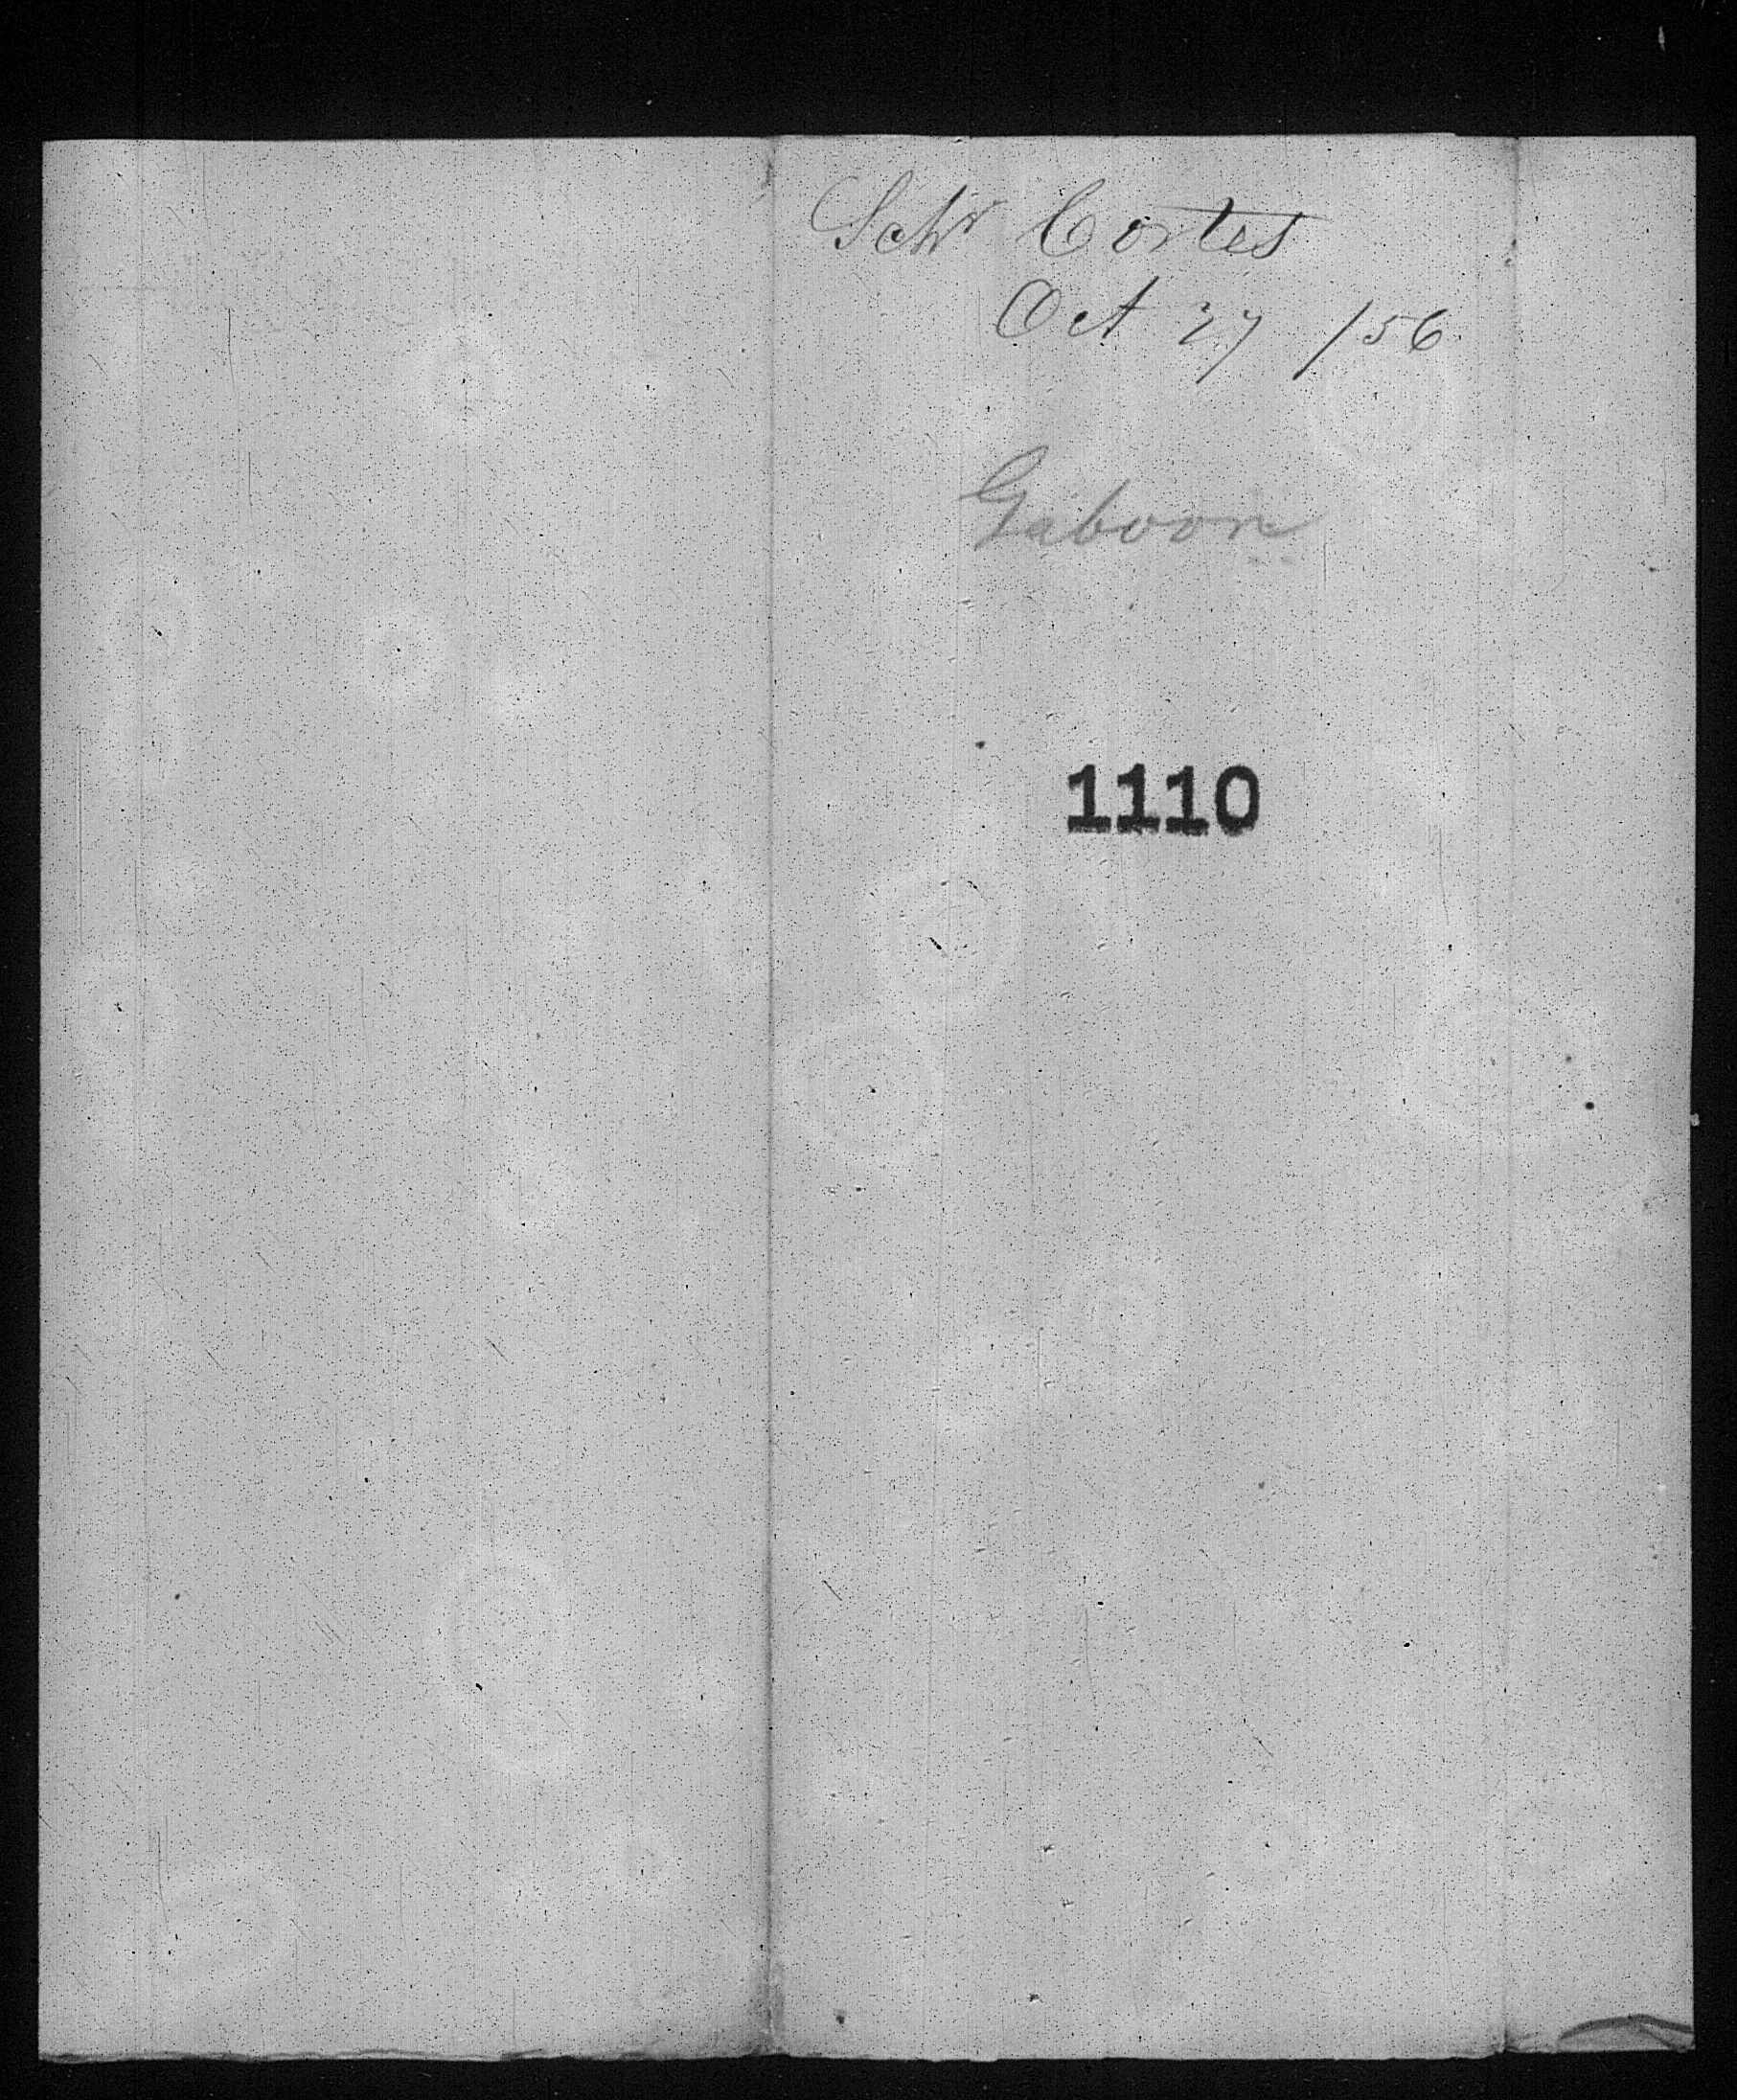 Schr Cortes
Oct 27 /56
Gaboon
1110